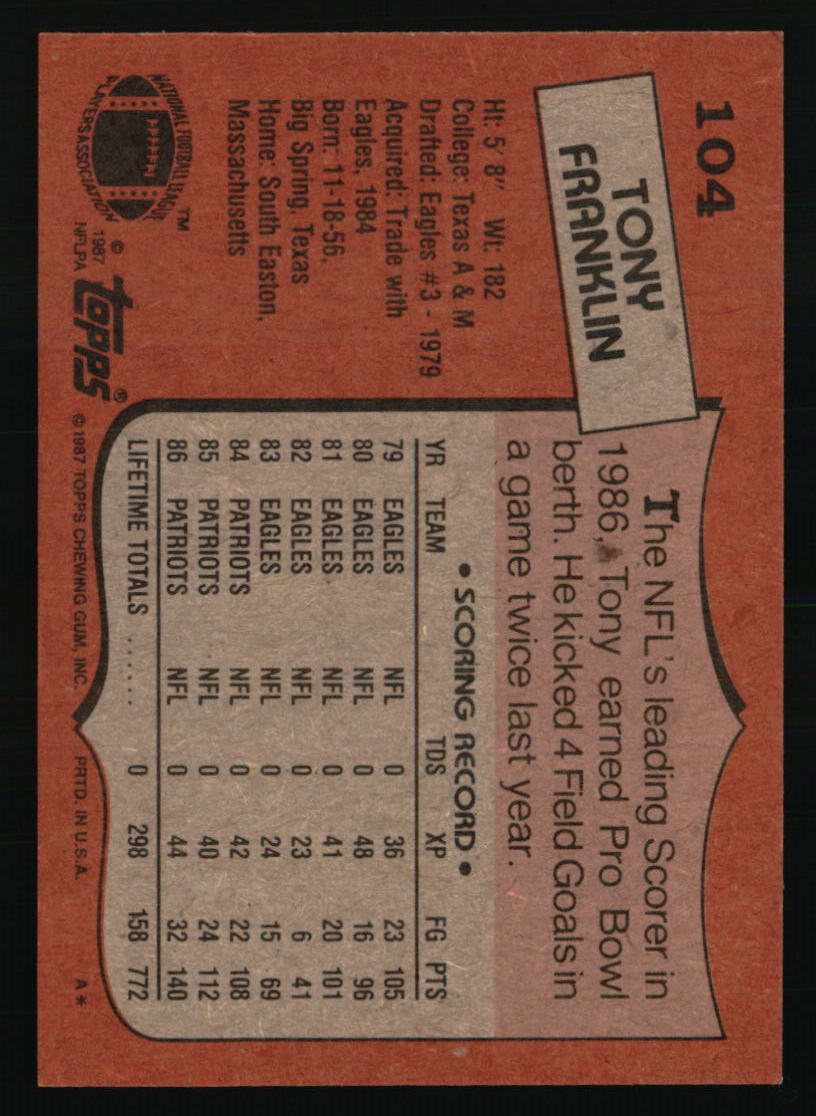 104
TONY
FRANKLIN
Ht: 5' 8" Wt: 182
College: Texas A & M
Drafted: Eagles #3 - 1979
Acquired: Trade with
Eagles, 1984
Born: 11-18-56,
Big Spring, Texas
Home: South Easton,
Massachusetts
NATIONAL FOOTBALL LEAGUE
PLAYERS ASSOCIATION
™
© 1987
NFLPA
topps®
The NFL's leading Scorer in
1986, Tony earned Pro Bowl
berth. He kicked 4 Field Goals in
a game twice last year.
• SCORING RECORD •
YR TEAM TDS XP FG PTS
79 EAGLES NFL 0 36 23 105
80 EAGLES NFL 0 48 16 96
81 EAGLES NFL 0 41 20 101
82 EAGLES NFL 0 23 6 41
83 EAGLES NFL 0 24 15 69
84 PATRIOTS NFL 0 42 22 108
85 PATRIOTS NFL 0 40 24 112
86 PATRIOTS NFL 0 44 32 140
LIFETIME TOTALS ...... 0 298 158 772
© 1987 TOPPS CHEWING GUM, INC. PRTD. IN U.S.A. A*